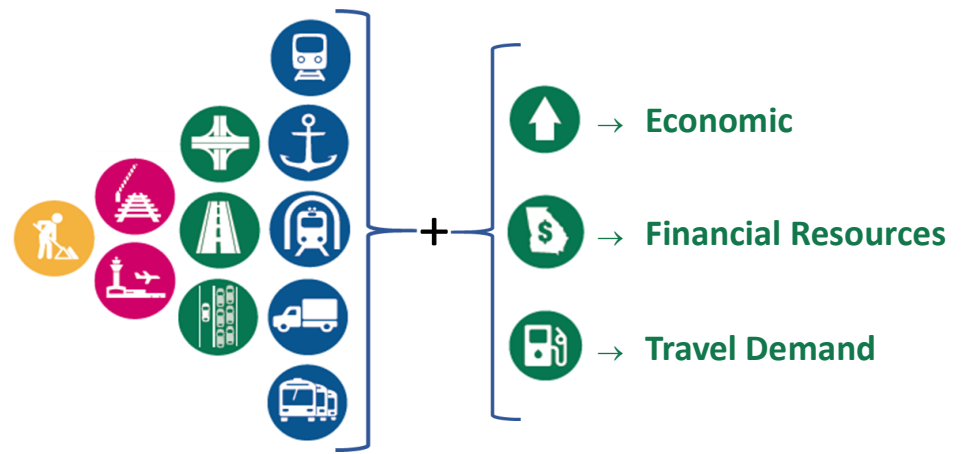 +
→ Economic
$
→ Financial Resources
→ Travel Demand